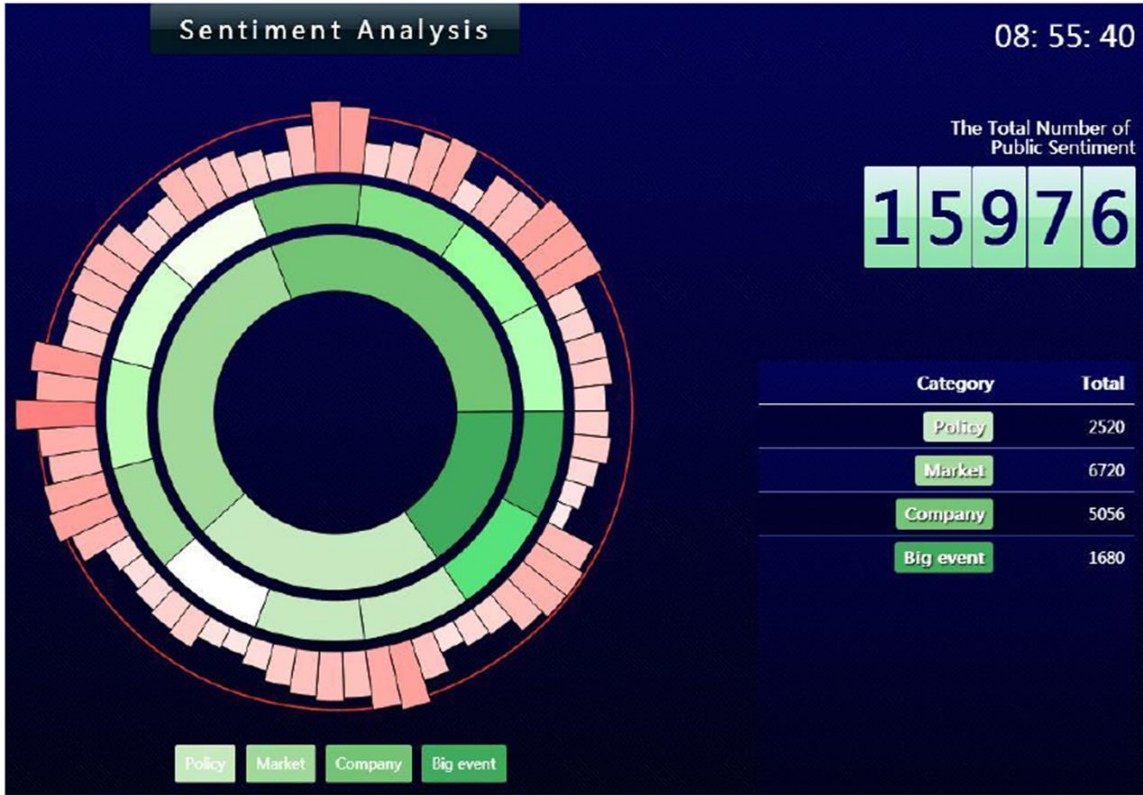 Sentiment Analysis
08: 55: 40
The Total Number of
Public Sentiment
15976
Category Total
Policy 2520
Market 6720
Company 5056
Big event 1680
Policy Market Company Big event